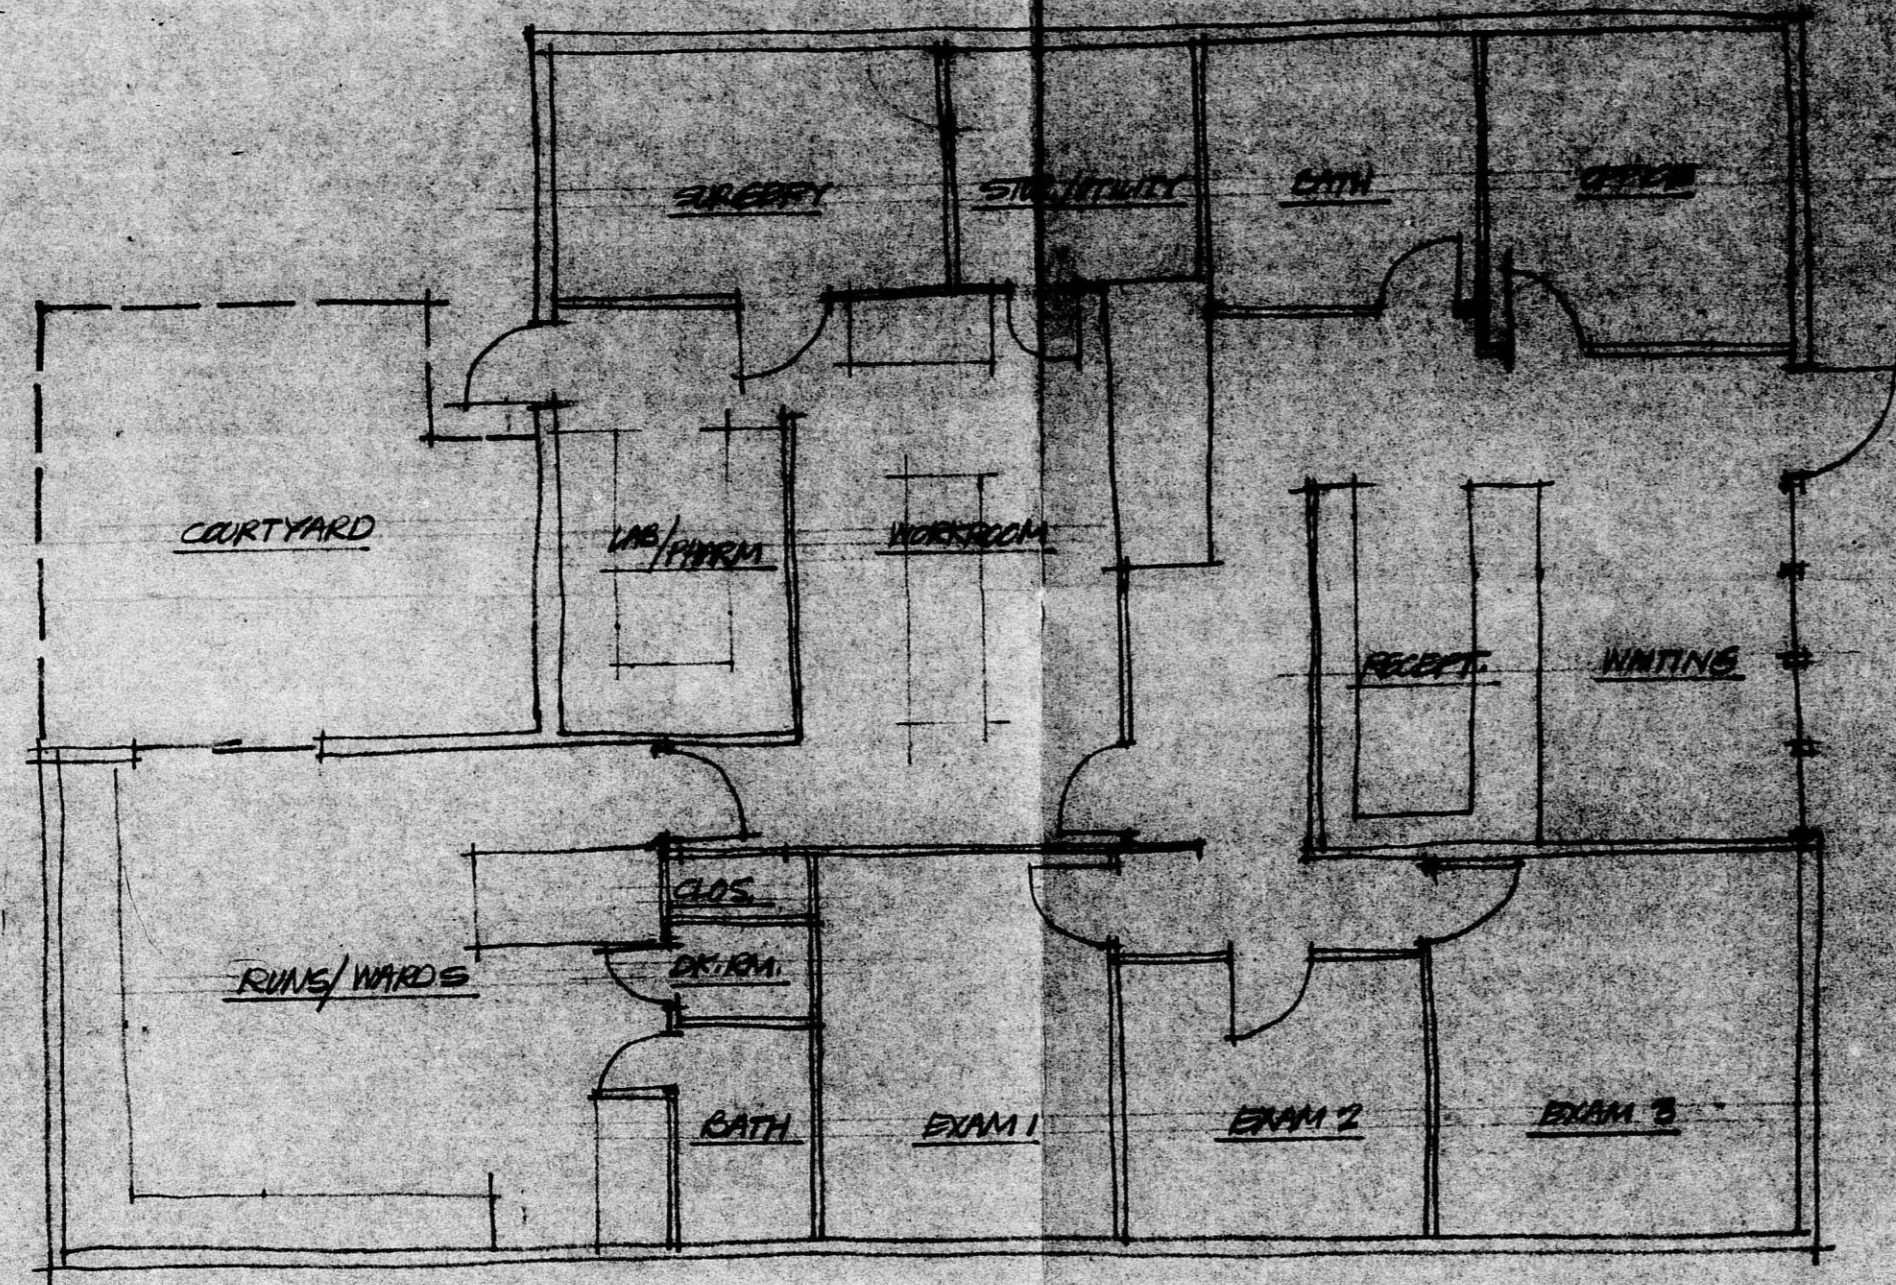 SURGERY
STOR./UTILITY
BATH
OFFICE
COURTYARD
LAB/PHARM
WORKROOM
RECEPT.
WAITING
CLOS.
DK. RM.
RUNS/WARDS
BATH
EXAM 1
EXAM 2
EXAM 3